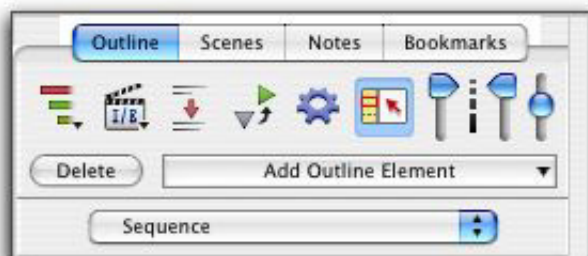 Outline Scenes Notes Bookmarks
I/E
Delete Add Outline Element
Sequence